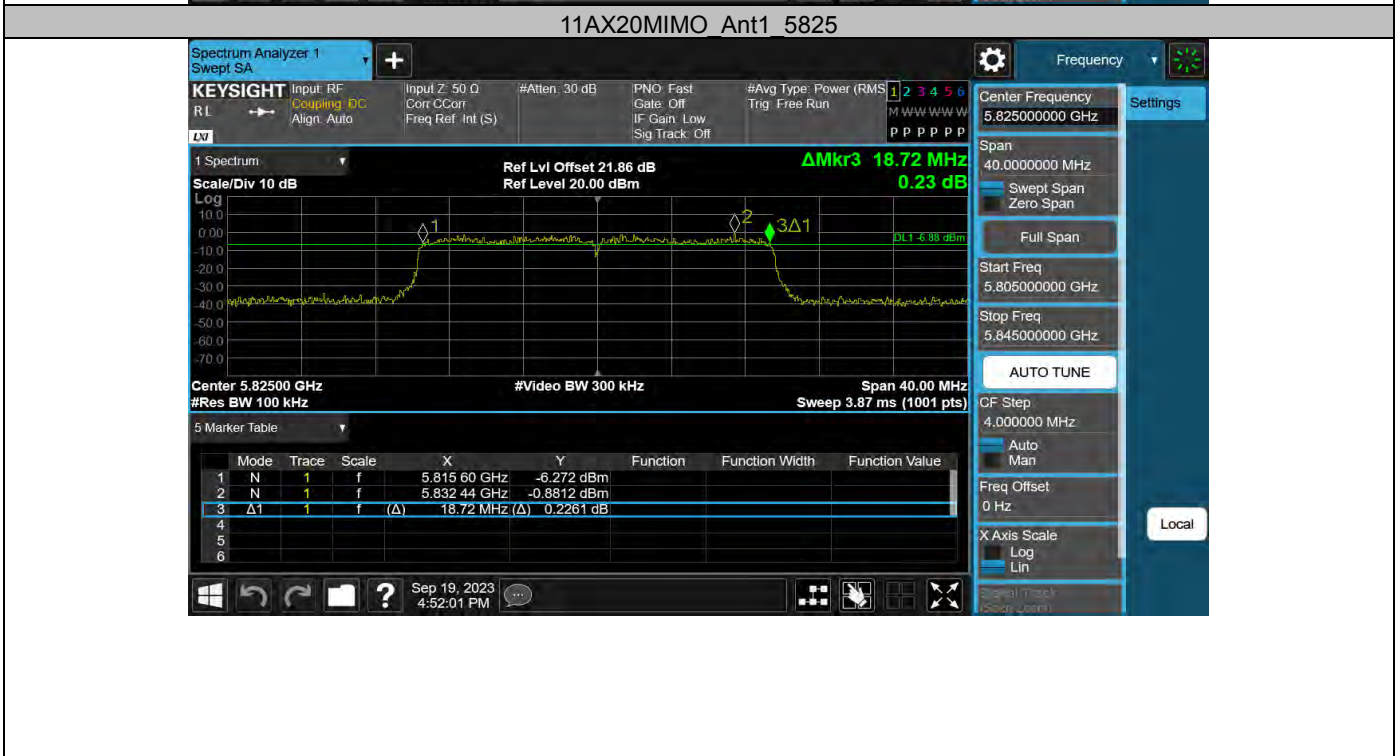 11AX20MIMO_Ant1_5825
Spectrum Analyzer 1
Swept SA
Frequency
KEYSIGHT
RL
LXI
Input: RF
Coupling: DC
Align: Auto
Input Z: 50 Ω
Corr CCorr
Freq Ref: Int (S)
#Atten: 30 dB
PNO: Fast
Gate: Off
IF Gain: Low
Sig Track: Off
#Avg Type: Power (RMS
Trig: Free Run
1 2 3 4 5 6
M W W W W W
P P P P P P
1 Spectrum
Scale/Div 10 dB
Ref Lvl Offset 21.86 dB
Ref Level 20.00 dBm
ΔMkr3 18.72 MHz
0.23 dB
Log
10.0
0.00
-10.0
-20.0
-30.0
-40.0
-50.0
-60.0
-70.0
1
2
3Δ1
DL1 -6.88 dBm
Center 5.82500 GHz
#Video BW 300 kHz
Span 40.00 MHz
#Res BW 100 kHz
Sweep 3.87 ms (1001 pts)
5 Marker Table
Mode Trace Scale X Y Function Function Width Function Value
1 N 1 f 5.815 60 GHz -6.272 dBm
2 N 1 f 5.832 44 GHz -0.8812 dBm
3 Δ1 1 f (Δ) 18.72 MHz (Δ) 0.2261 dB
4
5
6
Sep 19, 2023
4:52:01 PM
Center Frequency
5.825000000 GHz
Settings
Span
40.0000000 MHz
Swept Span
Zero Span
Full Span
Start Freq
5.805000000 GHz
Stop Freq
5.845000000 GHz
AUTO TUNE
CF Step
4.000000 MHz
Auto
Man
Freq Offset
0 Hz
X Axis Scale
Log
Lin
Signal Track
(Span Zoom)
Local